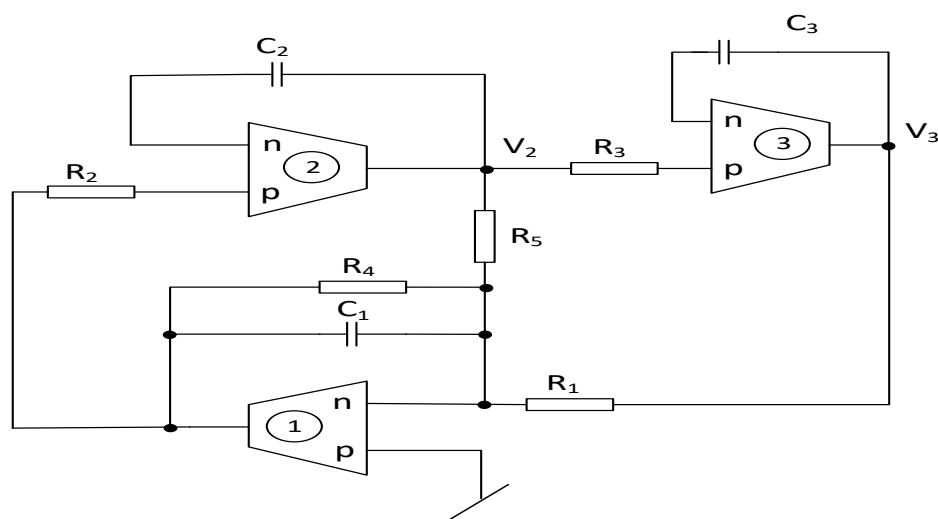 C₂
C₃
n
2
p
R₂
V₂
R₃
n
3
p
V₃
R₅
R₄
C₁
n
1
p
R₁